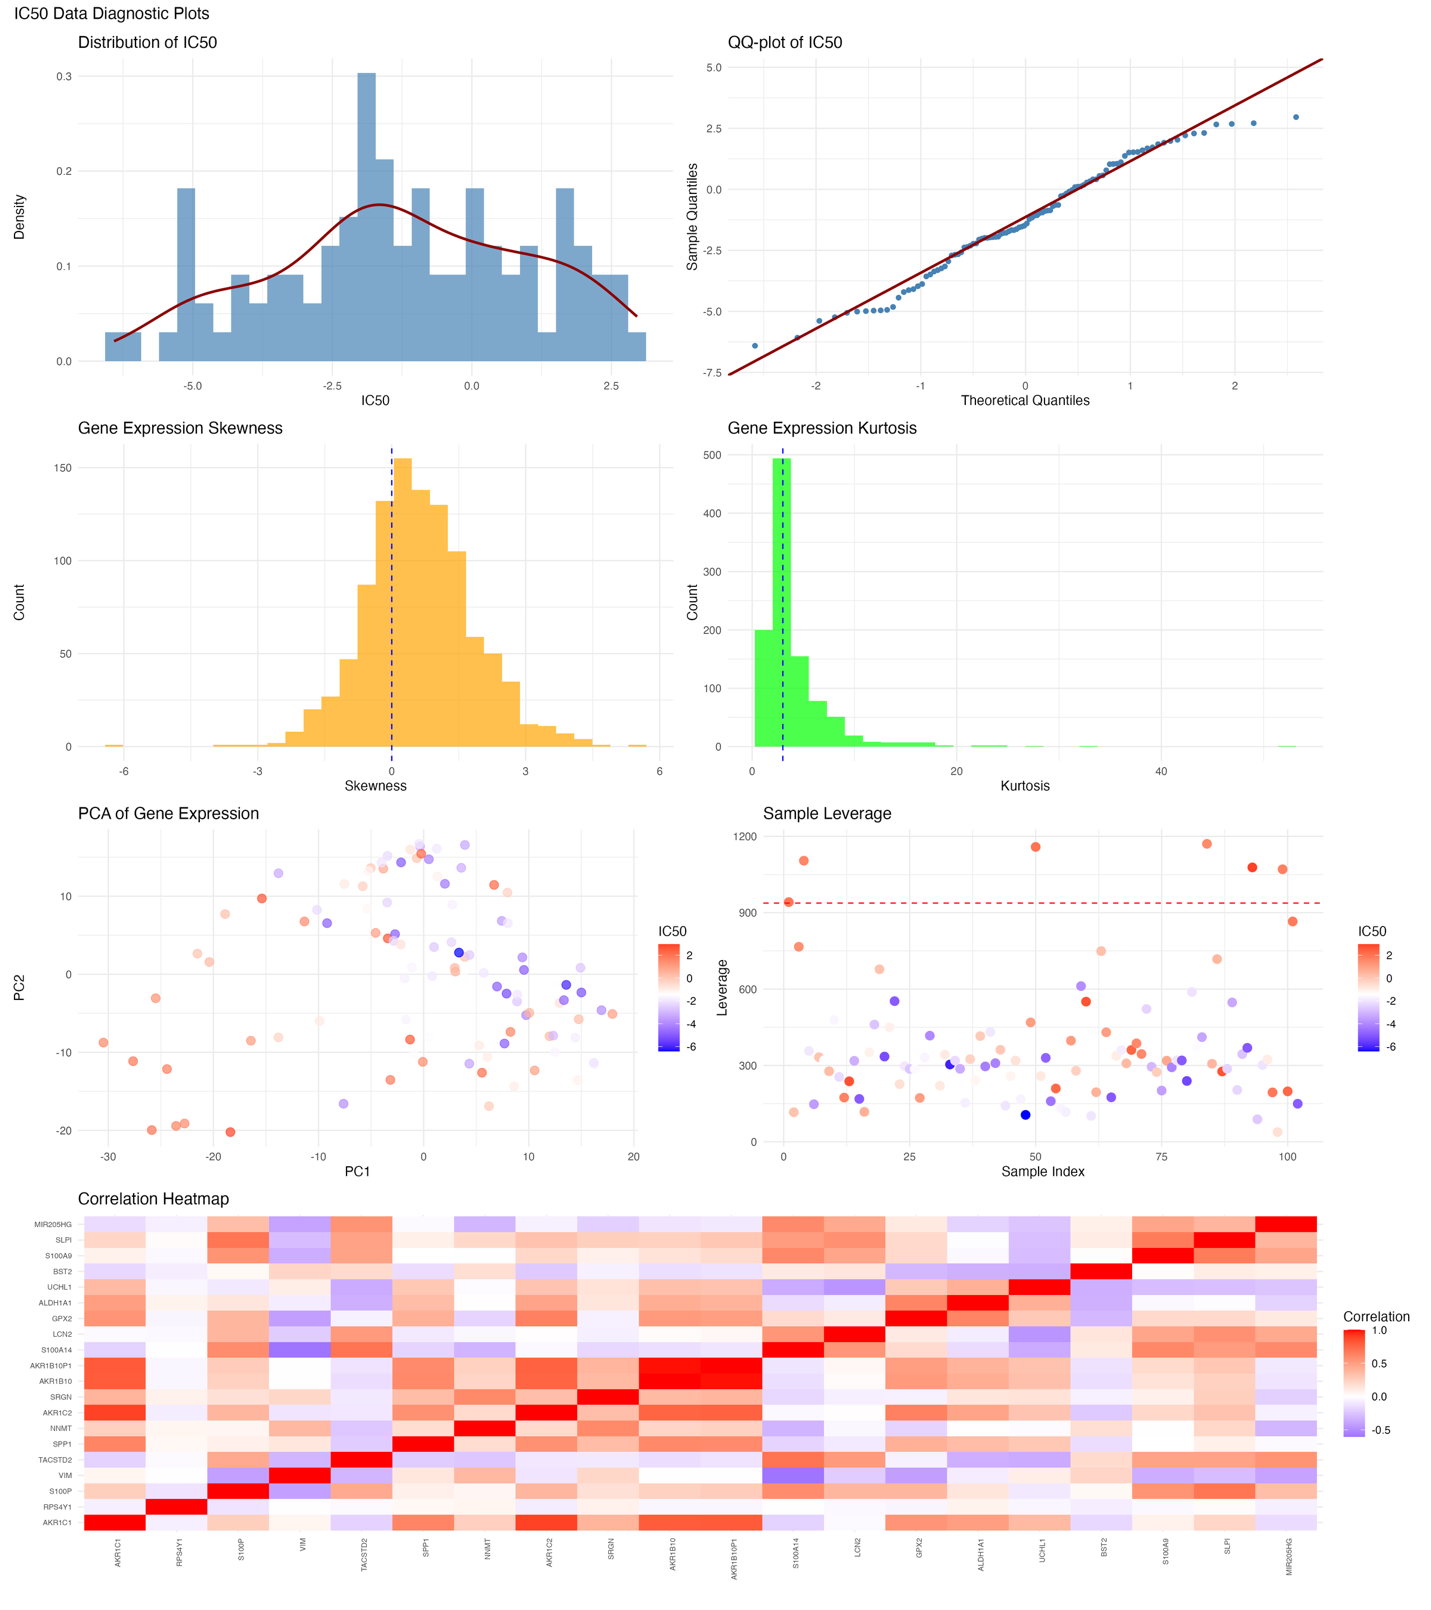 IC50 Data Diagnostic Plots
Distribution of IC50
Density
0.3
0.2
0.1
0.0
-5.0 -2.5 0.0 2.5
IC50
QQ-plot of IC50
Sample Quantiles
5.0
2.5
0.0
-2.5
-5.0
-7.5
-2 -1 0 1 2
Theoretical Quantiles
Gene Expression Skewness
Count
150
100
50
0
-6 -3 0 3 6
Skewness
Gene Expression Kurtosis
Count
500
400
300
200
100
0
0 20 40
Kurtosis
PCA of Gene Expression
PC2
10
0
-10
-20
-30 -20 -10 0 10 20
PC1
IC50
2
0
-2
-4
-6
Sample Leverage
Leverage
1200
900
600
300
0
0 25 50 75 100
Sample Index
IC50
2
0
-2
-4
-6
Correlation Heatmap
MIR205HG
SLPI
S100A9
BST2
UCHL1
ALDH1A1
GPX2
LCN2
S100A14
AKR1B10P1
AKR1B10
SRGN
AKR1C2
NNMT
SPP1
TACSTD2
VIM
S100P
RPS4Y1
AKR1C1
AKR1C1 RPS4Y1 S100P VIM TACSTD2 SPP1 NNMT AKR1C2 SRGN AKR1B10 AKR1B10P1 S100A14 LCN2 GPX2 ALDH1A1 UCHL1 BST2 S100A9 SLPI MIR205HG
Correlation
1.0
0.5
0.0
-0.5